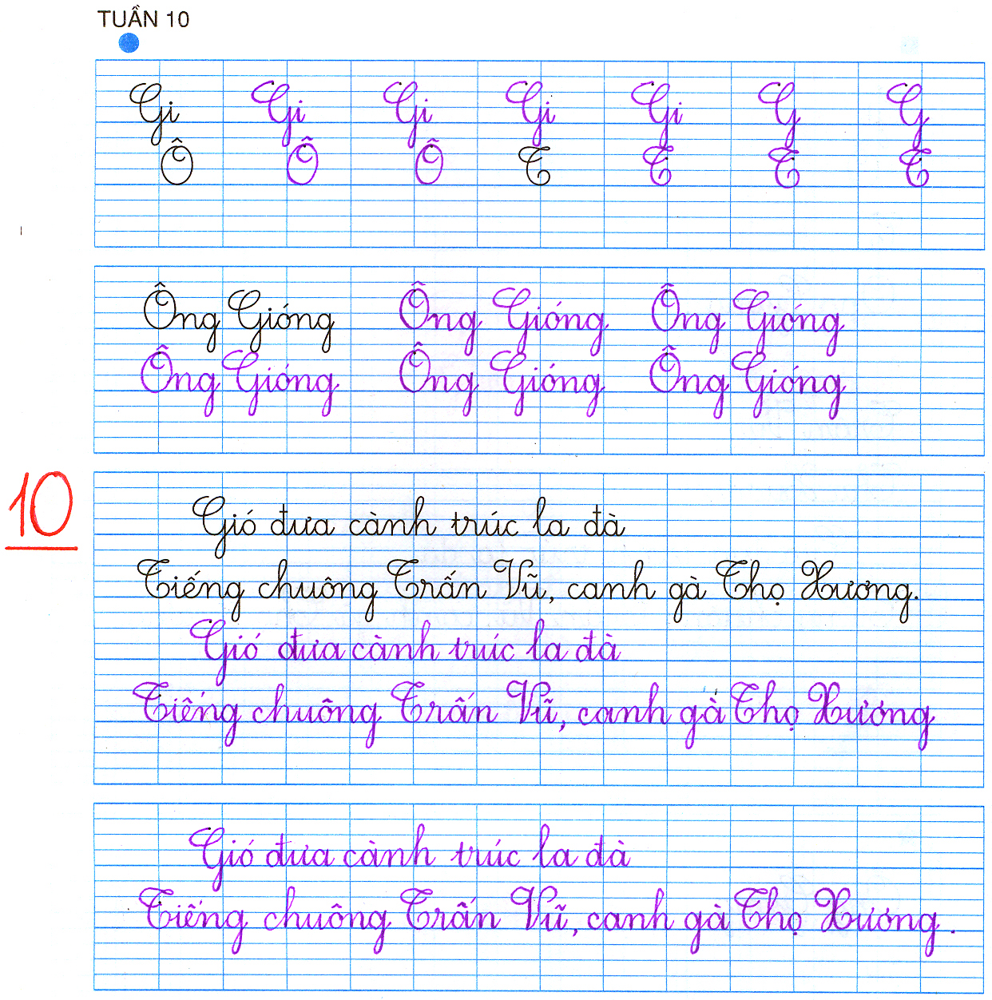 TUẦN 10
Gi Gi Gi Gi Gi G G
Ô Ô Ô T T T T
Ông Gióng Ông Gióng Ông Gióng
Ông Gióng Ông Gióng Ông Gióng
10
Gió đưa cành trúc la đà
Tiếng chuông Trấn Vũ, canh gà Thọ Xương.
Gió đưa cành trúc la đà
Tiếng chuông Trấn Vũ, canh gà Thọ Xương
Gió đưa cành trúc la đà
Tiếng chuông Trấn Vũ, canh gà Thọ Xương.